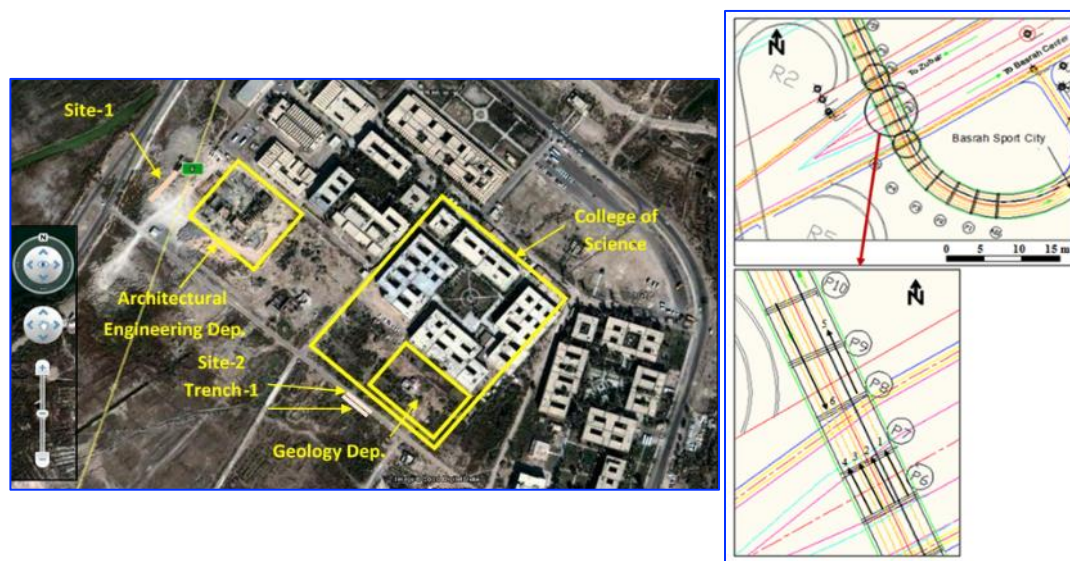 Site-1
College of
Science
Architectural
Engineering Dep.
Site-2
Trench-1
Geology Dep.
N
N
R2
To Zubar
To Basrah Center
Basrah Sport City
R5
0 5 10 15 m
N
P10
5
P9
6
P8
P7
1
2
3
4
P6